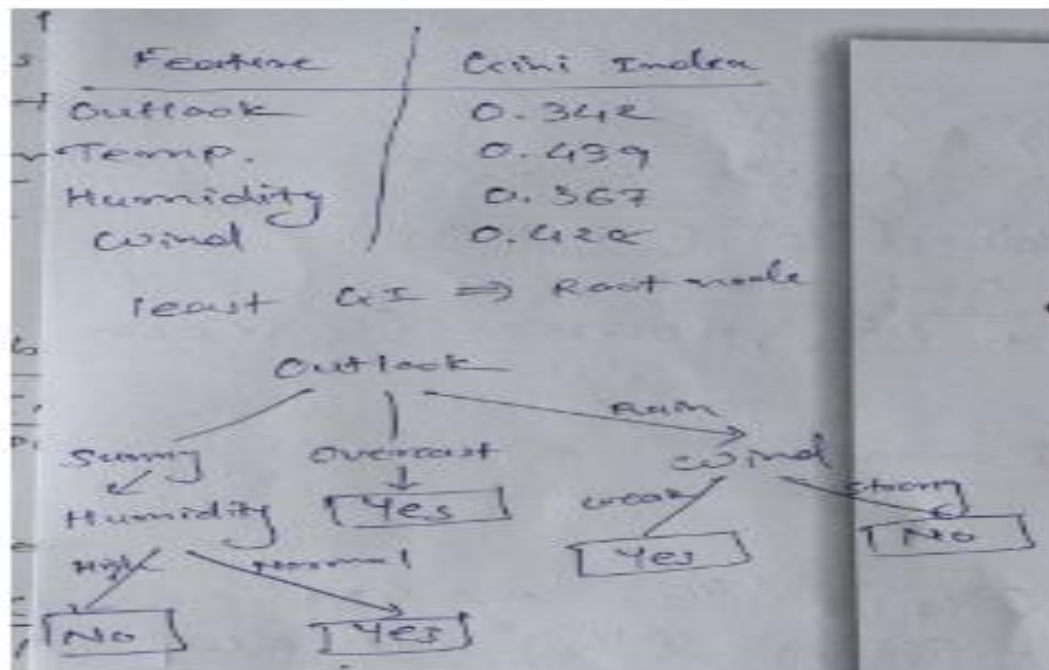 Feature Gini Index
Outlook 0.342
Temp. 0.439
Humidity 0.367
Wind 0.428
least GI ⇒ Root node
Outlook
Rain
Sunny Overcast Wind
Weak Strong
Humidity Yes
High Normal Yes No
No Yes